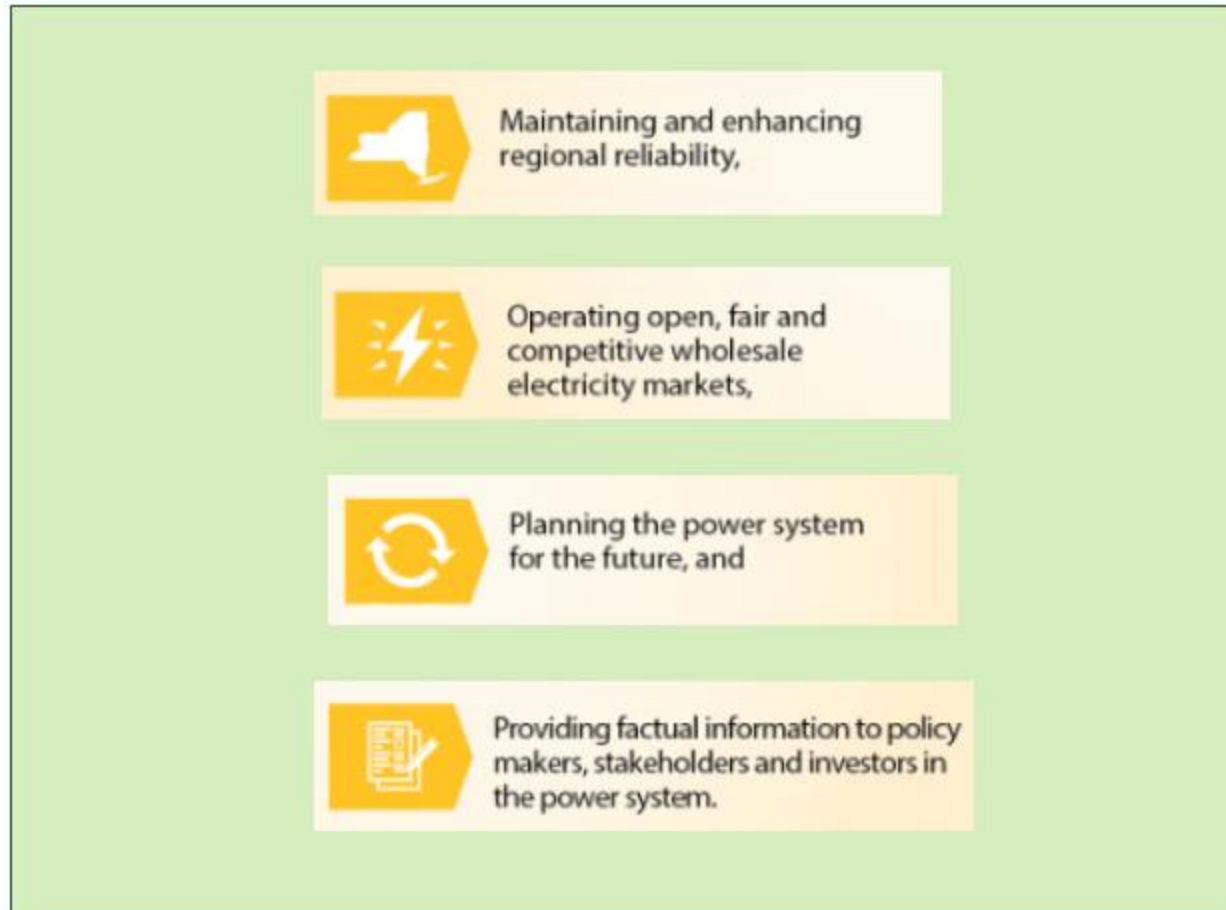 Maintaining and enhancing
regional reliability,
Operating open, fair and
competitive wholesale
electricity markets,
Planning the power system
for the future, and
Providing factual information to policy
makers, stakeholders and investors in
the power system.